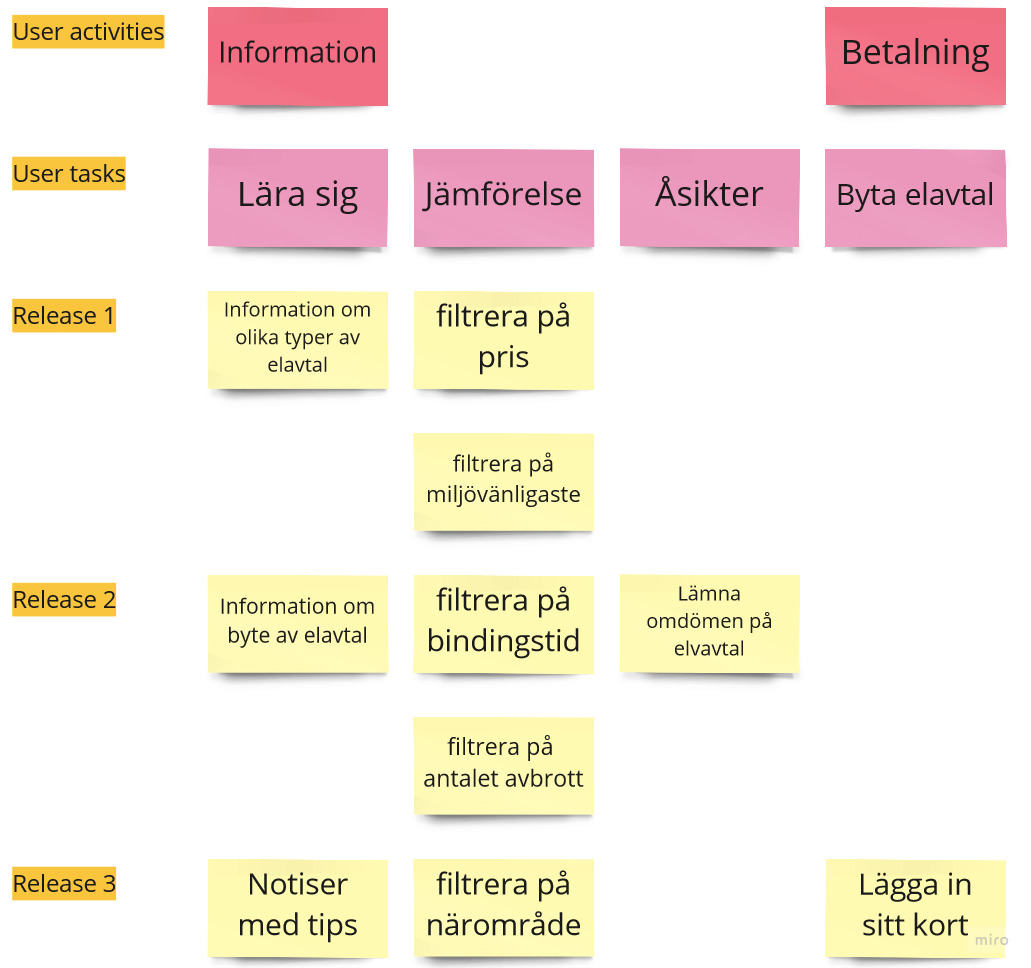 User activities
Information
Betalning
User tasks
Lära sig
Jämförelse
Åsikter
Byta elavtal
Release 1
Information om
olika typer av
elavtal
filtrera på
pris
filtrera på
miljövänligaste
Release 2
Information om
byte av elavtal
filtrera på
bindingstid
Lämna
omdömen på
elvavtal
filtrera på
antalet avbrott
Release 3
Notiser
med tips
filtrera på
närområde
Lägga in
sitt kort
miro